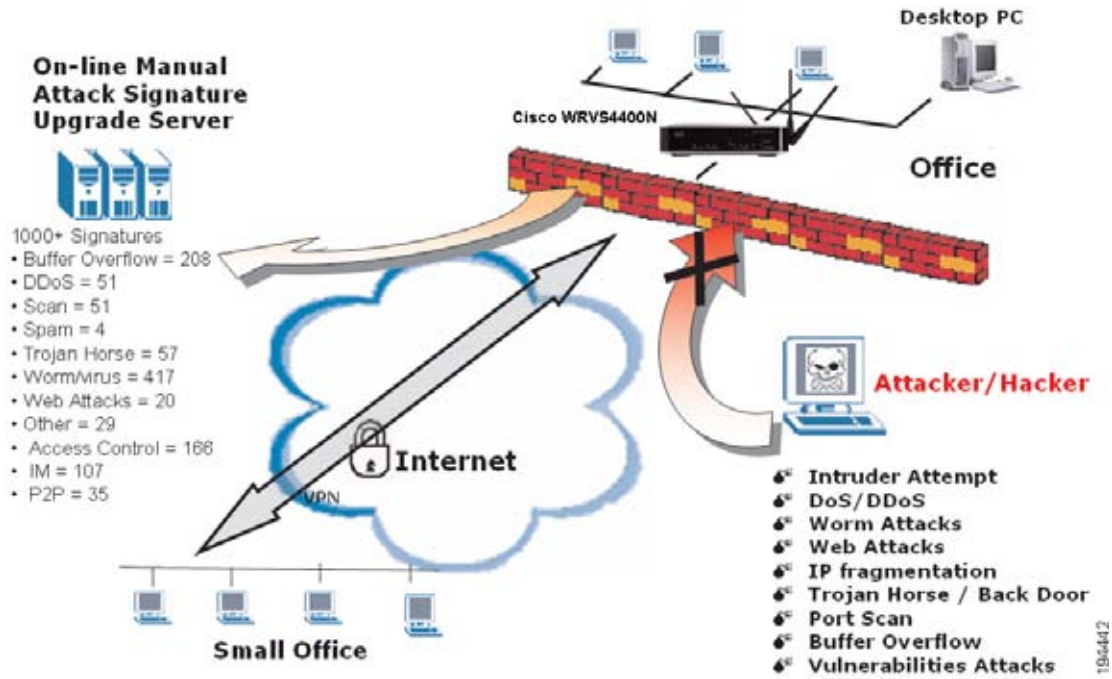 Desktop PC
On-line Manual
Attack Signature
Upgrade Server
Cisco WRVS4400N
Office
1000+ Signatures
• Buffer Overflow = 208
• DDoS = 51
• Scan = 51
• Spam = 4
• Trojan Horse = 57
• Worm/virus = 417
• Web Attacks = 20
• Other = 29
• Access Control = 166
• IM = 107
• P2P = 35
Attacker/Hacker
Internet
VPN
Intruder Attempt
DoS/DDoS
Worm Attacks
Web Attacks
IP fragmentation
Trojan Horse / Back Door
Port Scan
Buffer Overflow
Vulnerabilities Attacks
Small Office
194442